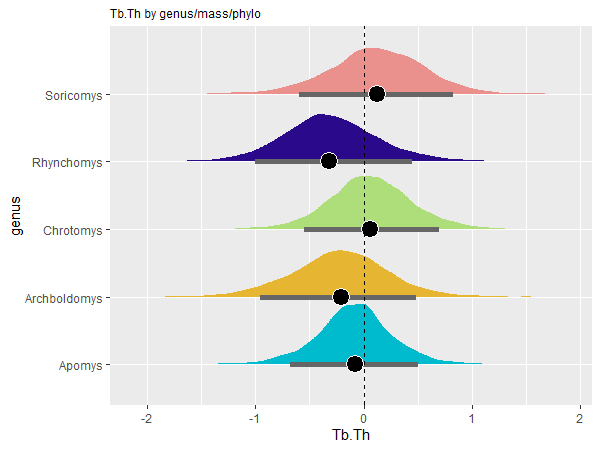 Tb.Th by genus/mass/phylo
genus
Soricomys
Rhynchomys
Chrotomys
Archboldomys
Apomys
-2 -1 0 1 2
Tb.Th